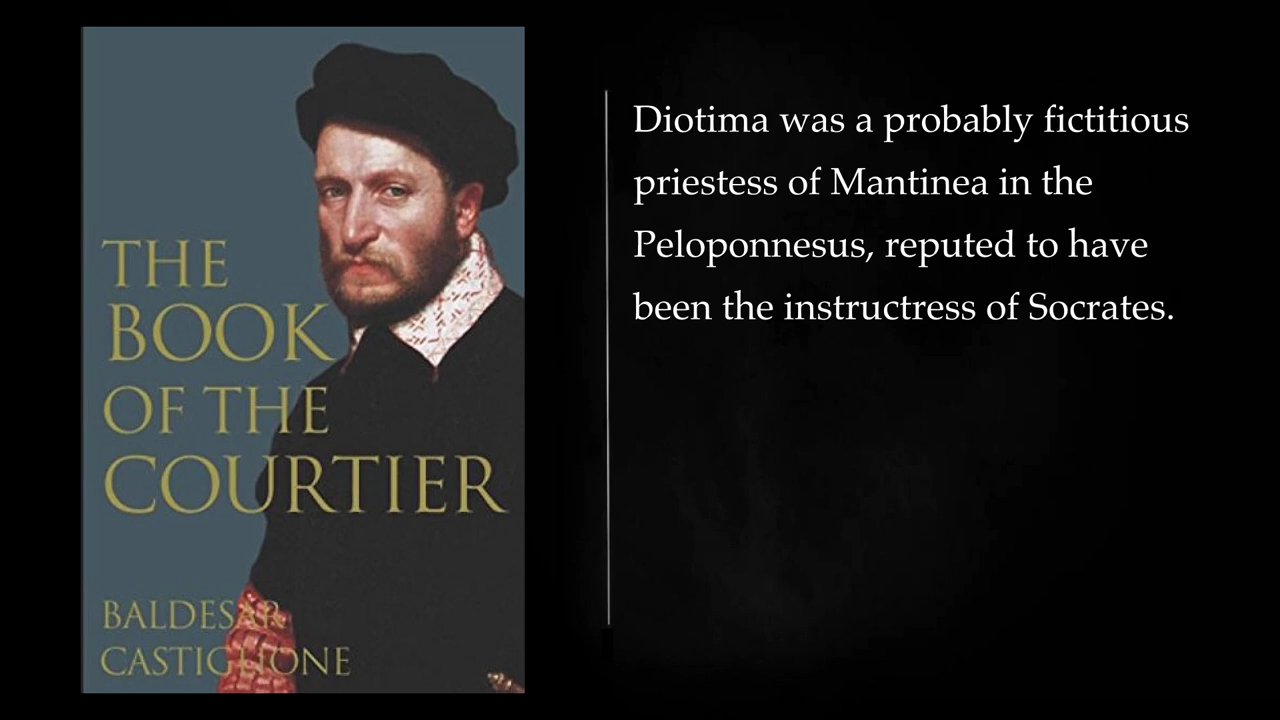 THE
BOOK
OF THE
COURTIER
BALDESAR
CASTIGLIONE
Diotima was a probably fictitious
priestess of Mantinea in the
Peloponnesus, reputed to have
been the instructress of Socrates.